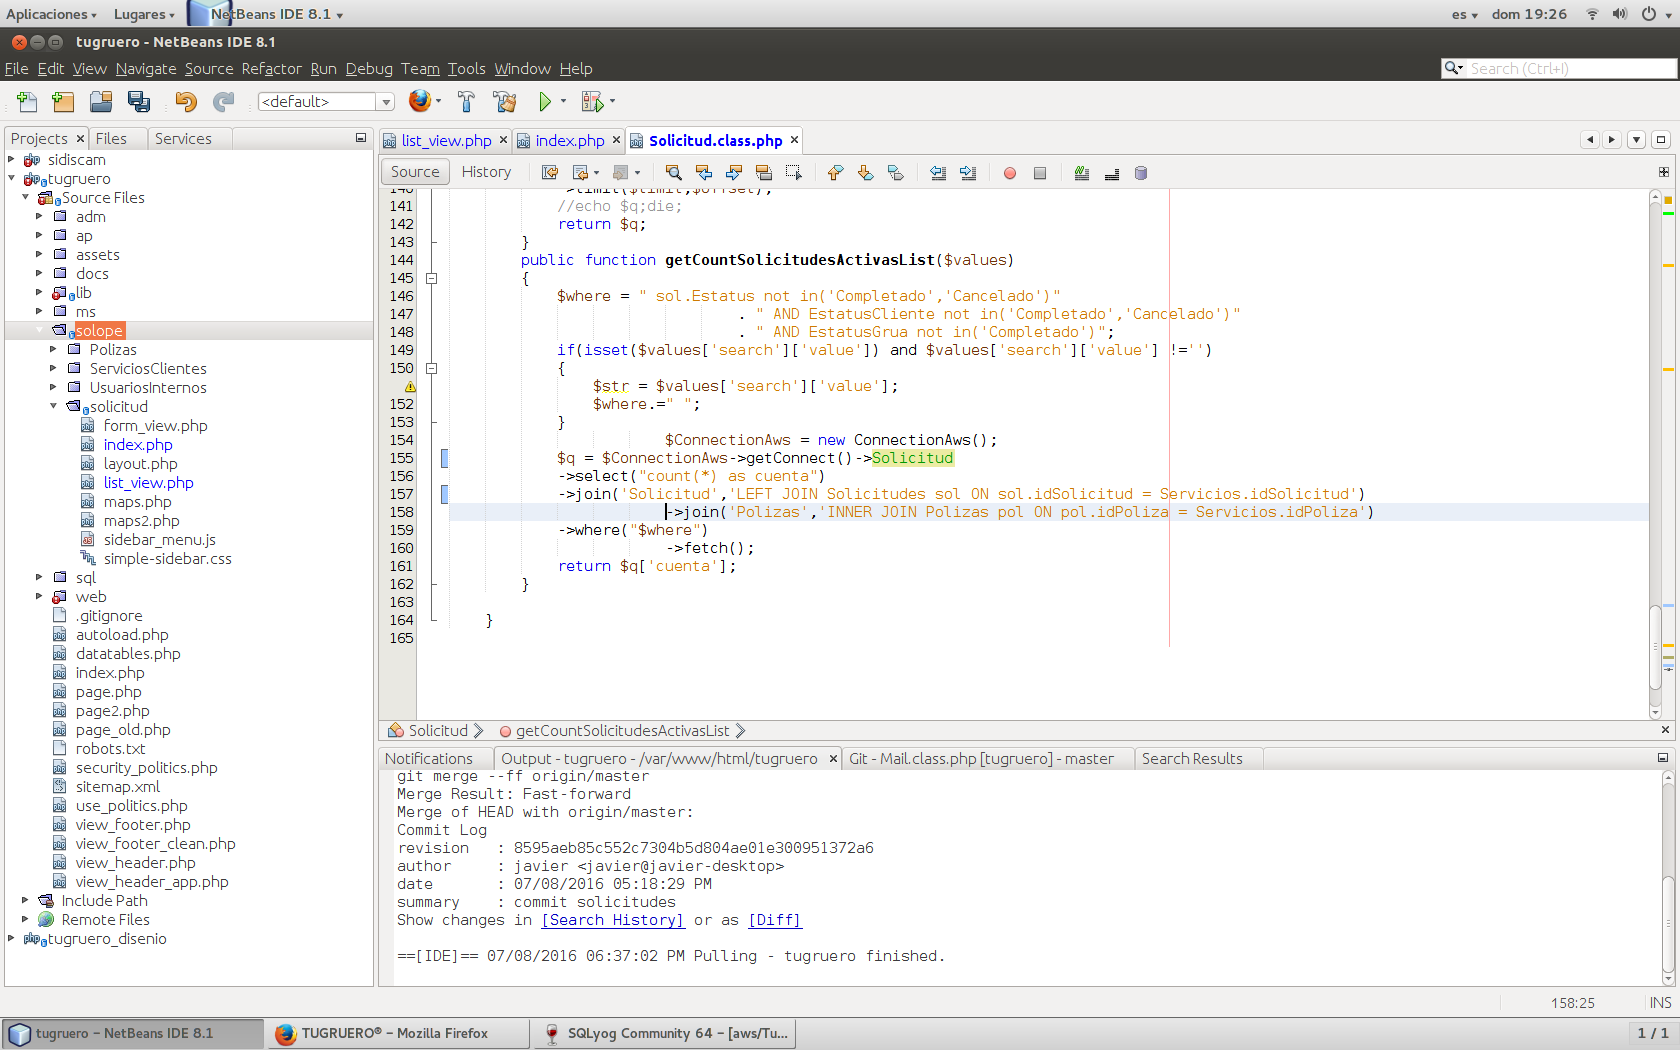 Aplicaciones Lugares NetBeans IDE 8.1 es dom 19:26
tugruero - NetBeans IDE 8.1
File Edit View Navigate Source Refactor Run Debug Team Tools Window Help Search (Ctrl+I)
<default>
Projects Files Services
sidiscam
tugruero
Source Files
adm
ap
assets
docs
lib
ms
solope
Polizas
ServiciosClientes
UsuariosInternos
solicitud
form_view.php
index.php
layout.php
list_view.php
maps.php
maps2.php
sidebar_menu.js
simple-sidebar.css
sql
web
.gitignore
autoload.php
datatables.php
index.php
page.php
page2.php
page_old.php
robots.txt
security_politics.php
sitemap.xml
use_politics.php
view_footer.php
view_footer_clean.php
view_header.php
view_header_app.php
Include Path
Remote Files
tugruero_disenio
list_view.php index.php Solicitud.class.php
Source History
140 ->limit($limit,$offset);
141 //echo $q;die;
142 return $q;
143 }
144 public function getCountSolicitudesActivasList($values)
145 {
146 $where = " sol.Estatus not in('Completado','Cancelado')"
147 . " AND EstatusCliente not in('Completado','Cancelado')"
148 . " AND EstatusGrua not in('Completado')";
149 if(isset($values['search']['value']) and $values['search']['value'] !='')
150 {
$str = $values['search']['value'];
152 $where.=" ";
153 }
154 $ConnectionAws = new ConnectionAws();
155 $q = $ConnectionAws->getConnect()->Solicitud
156 ->select("count(*) as cuenta")
157 ->join('Solicitud','LEFT JOIN Solicitudes sol ON sol.idSolicitud = Servicios.idSolicitud')
158 ->join('Polizas','INNER JOIN Polizas pol ON pol.idPoliza = Servicios.idPoliza')
159 ->where("$where")
160 ->fetch();
161 return $q['cuenta'];
162 }
163
164 }
165
Solicitud getCountSolicitudesActivasList
Notifications Output - tugruero - /var/www/html/tugruero Git - Mail.class.php [tugruero] - master Search Results
git merge --ff origin/master
Merge Result: Fast-forward
Merge of HEAD with origin/master:
Commit Log
revision : 8595aeb85c552c7304b5d804ae01e300951372a6
author : javier <javier@javier-desktop>
date : 07/08/2016 05:18:29 PM
summary : commit solicitudes
Show changes in [Search History] or as [Diff]
==[IDE]== 07/08/2016 06:37:02 PM Pulling - tugruero finished.
158:25 INS
tugruero - NetBeans IDE 8.1 TUGRUERO® - Mozilla Firefox SQLyog Community 64 - [aws/Tu... 1 / 1